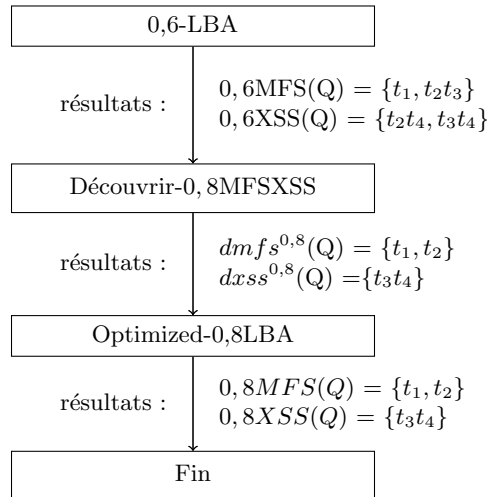 0,6-LBA
résultats :
0, 6MFS(Q) = {t₁, t₂t₃}
0, 6XSS(Q) = {t₂t₄, t₃t₄}
Découvrir-0, 8MFSXSS
résultats :
dmfs⁰,⁸(Q) = {t₁, t₂}
dxss⁰,⁸(Q) ={t₃t₄}
Optimized-0,8LBA
résultats :
0, 8MFS(Q) = {t₁, t₂}
0, 8XSS(Q) = {t₃t₄}
Fin